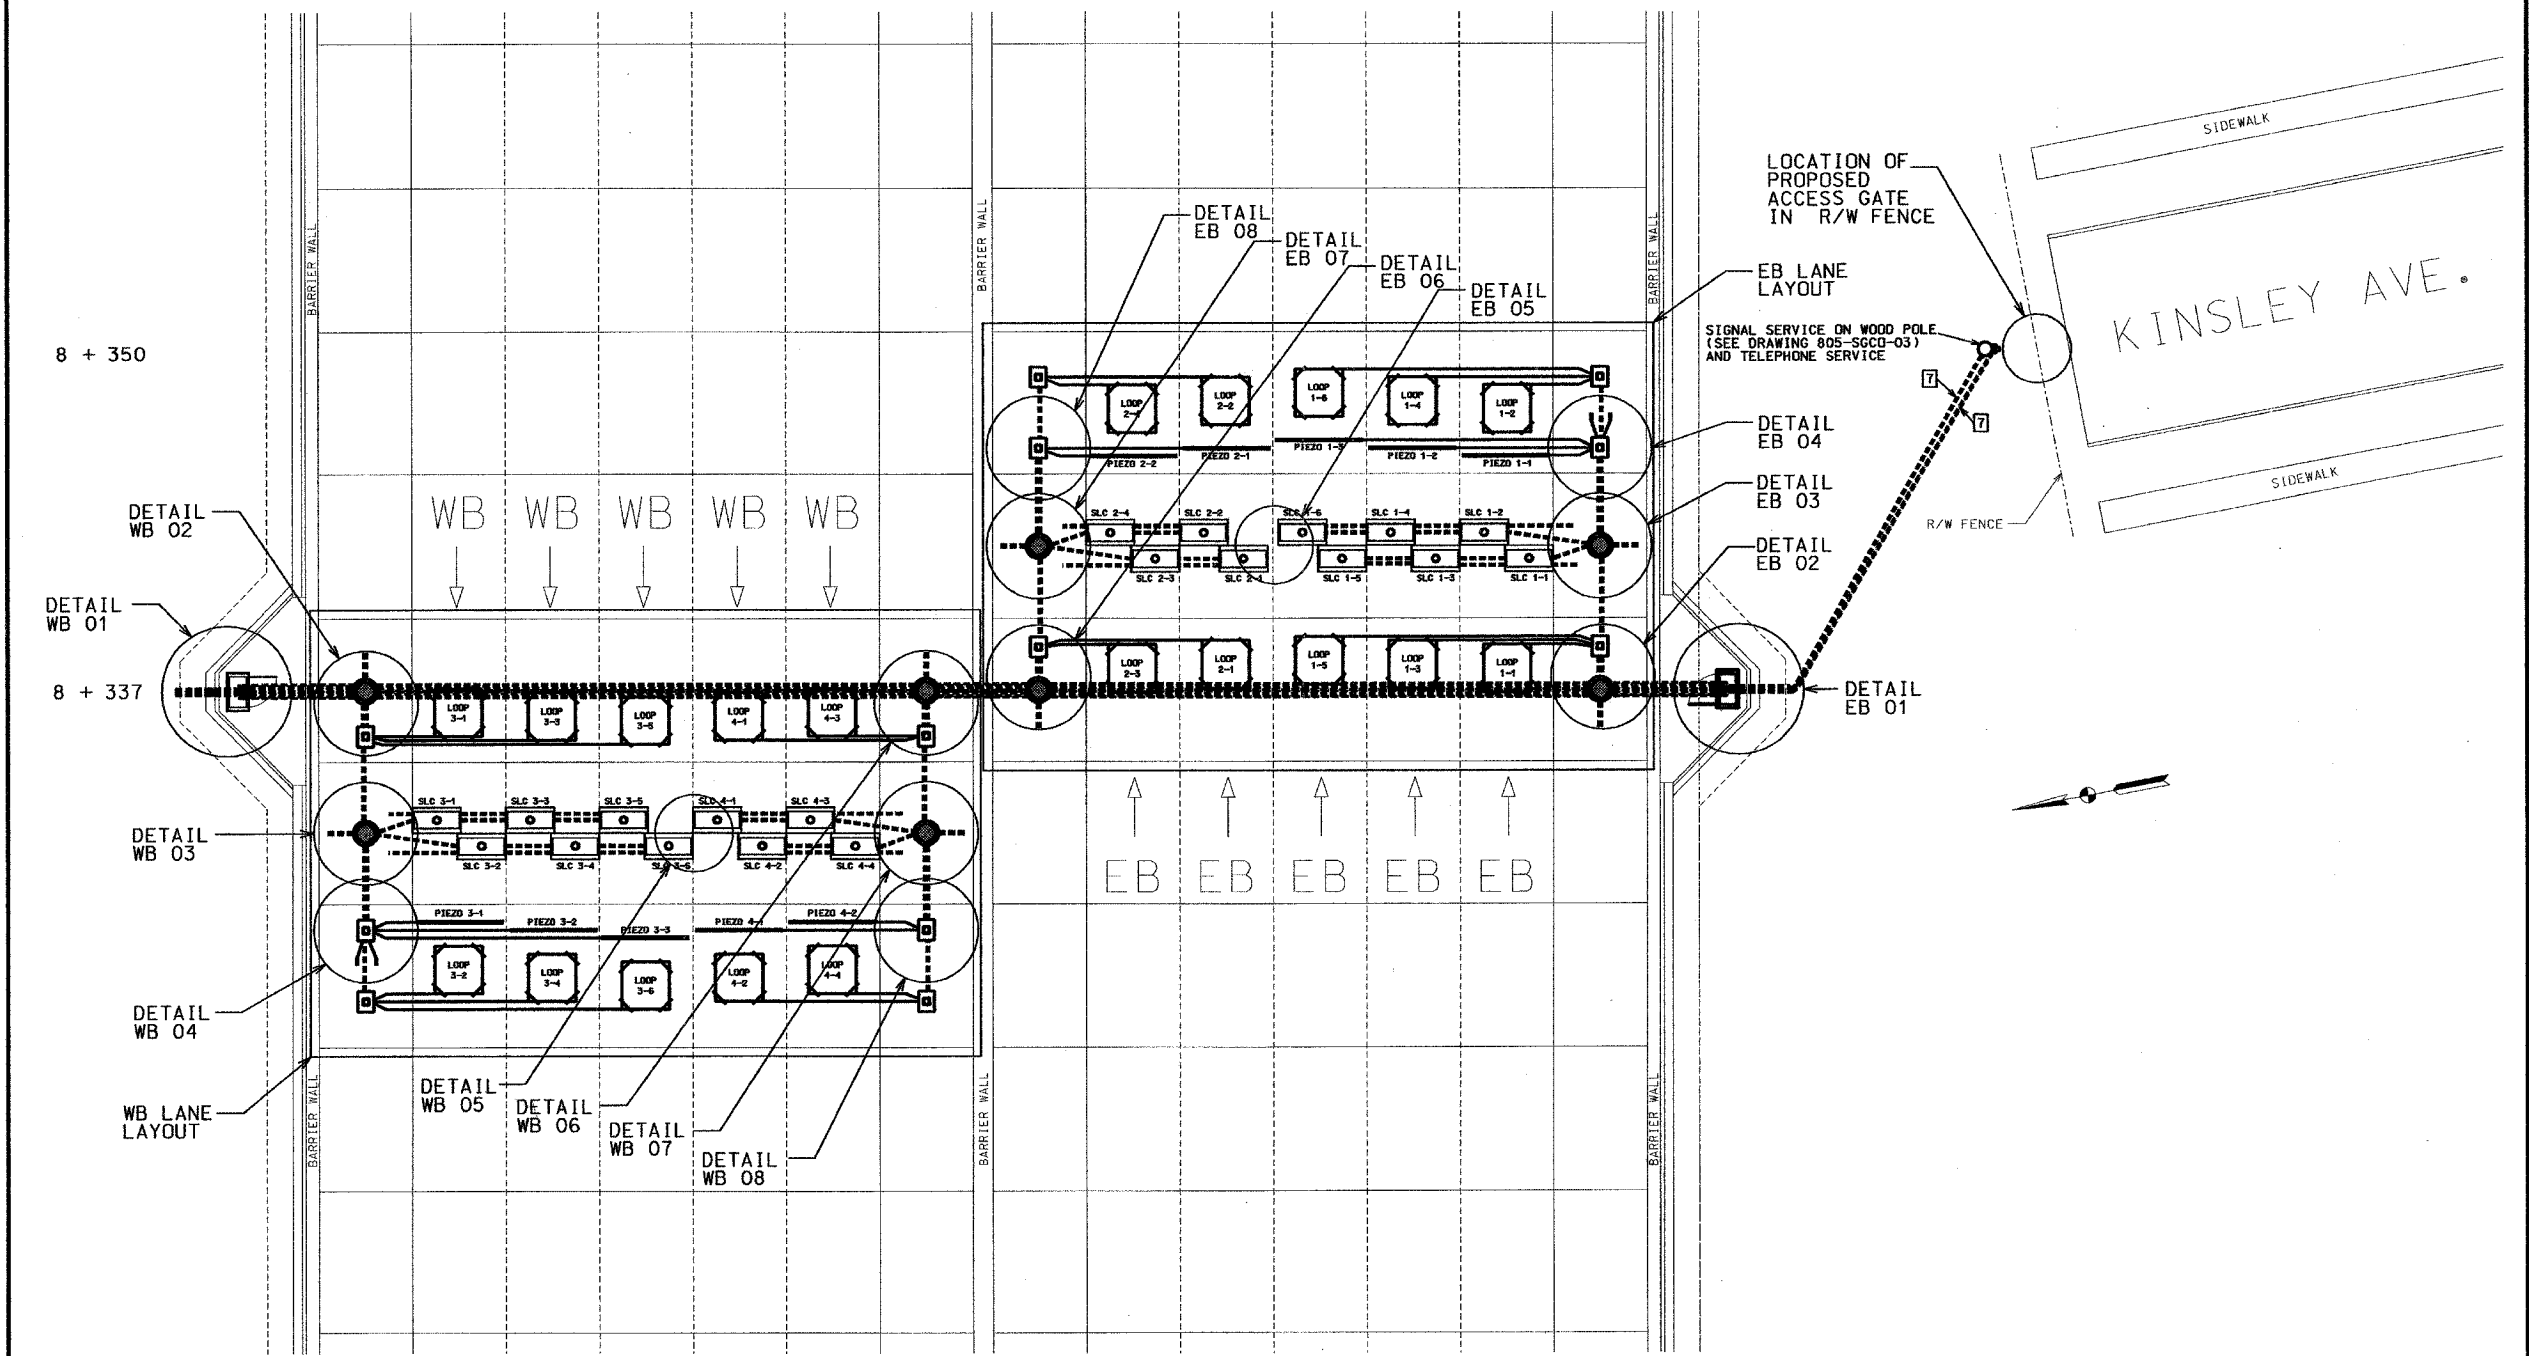 SIDEWALK
LOCATION OF
PROPOSED
ACCESS GATE
IN R/W FENCE
KINSLEY AVE.
BARRIER WALL
BARRIER WALL
BARRIER WALL
DETAIL
EB 08
DETAIL
EB 07
DETAIL
EB 06
DETAIL
EB 05
EB LANE
LAYOUT
SIGNAL SERVICE ON WOOD POLE
(SEE DRAWING 805-SGCO-03)
AND TELEPHONE SERVICE
8 + 350
7
7
LOOP
2-2
LOOP
1-6
LOOP
1-4
LOOP
1-2
DETAIL
EB 04
PIEZO 2-2
PIEZO 2-1
PIEZO 1-3
PIEZO 1-2
PIEZO 1-1
SIDEWALK
R/W FENCE
DETAIL
EB 03
WB WB WB WB WB
DETAIL
WB 02
SLC 2-4
SLC 2-2
SLC 1-6
SLC 1-4
SLC 1-2
SLC 2-3
SLC 2-1
SLC 1-5
SLC 1-3
SLC 1-1
DETAIL
EB 02
DETAIL
WB 01
LOOP
2-3
LOOP
2-1
LOOP
1-5
LOOP
1-3
LOOP
1-1
8 + 337
DETAIL
EB 01
LOOP
3-1
LOOP
3-3
LOOP
3-5
LOOP
4-1
LOOP
4-3
SLC 3-1
SLC 3-3
SLC 3-5
SLC 4-1
SLC 4-3
DETAIL
WB 03
SLC 3-2
SLC 3-4
SLC 3-6
SLC 4-2
SLC 4-4
EB EB EB EB EB
PIEZO 3-1
PIEZO 3-2
PIEZO 3-3
PIEZO 4-1
PIEZO 4-2
LOOP
3-2
LOOP
3-4
LOOP
3-6
LOOP
4-2
LOOP
4-4
DETAIL
WB 04
DETAIL
WB 05
DETAIL
WB 06
DETAIL
WB 07
DETAIL
WB 08
WB LANE
LAYOUT
BARRIER WALL
BARRIER WALL
BARRIER WALL